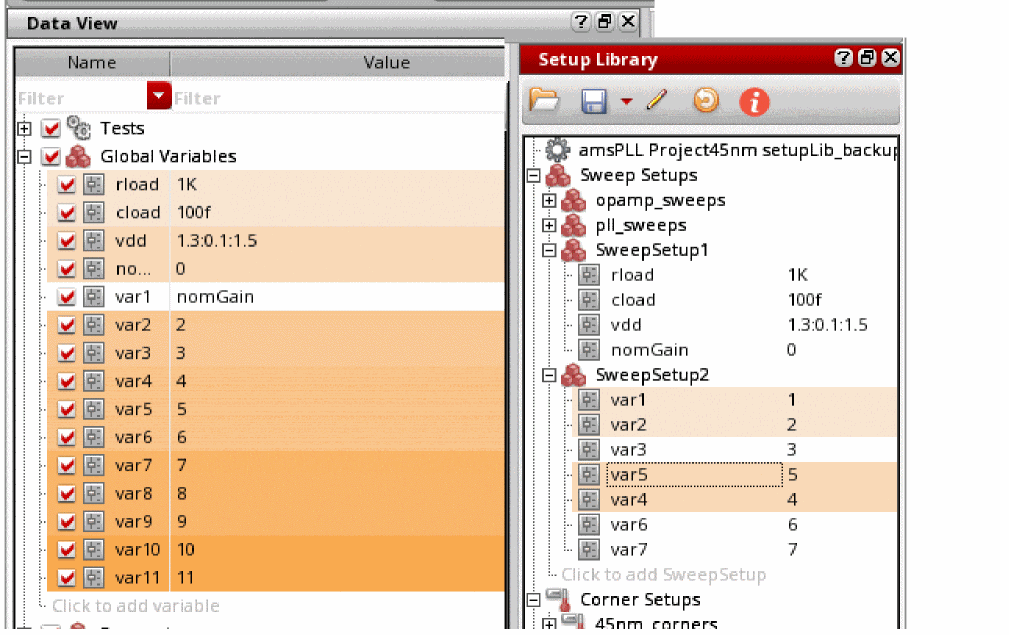 Data View
Name Value
Filter Filter
Tests
Global Variables
rload 1K
cload 100f
vdd 1.3:0.1:1.5
no... 0
var1 nomGain
var2 2
var3 3
var4 4
var5 5
var6 6
var7 7
var8 8
var9 9
var10 10
var11 11
Click to add variable
Setup Library
amsPLL Project45nm setupLib_backup
Sweep Setups
opamp_sweeps
pll_sweeps
SweepSetup1
rload 1K
cload 100f
vdd 1.3:0.1:1.5
nomGain 0
SweepSetup2
var1 1
var2 2
var3 3
var5 5
var4 4
var6 6
var7 7
Click to add SweepSetup
Corner Setups
45nm_corners